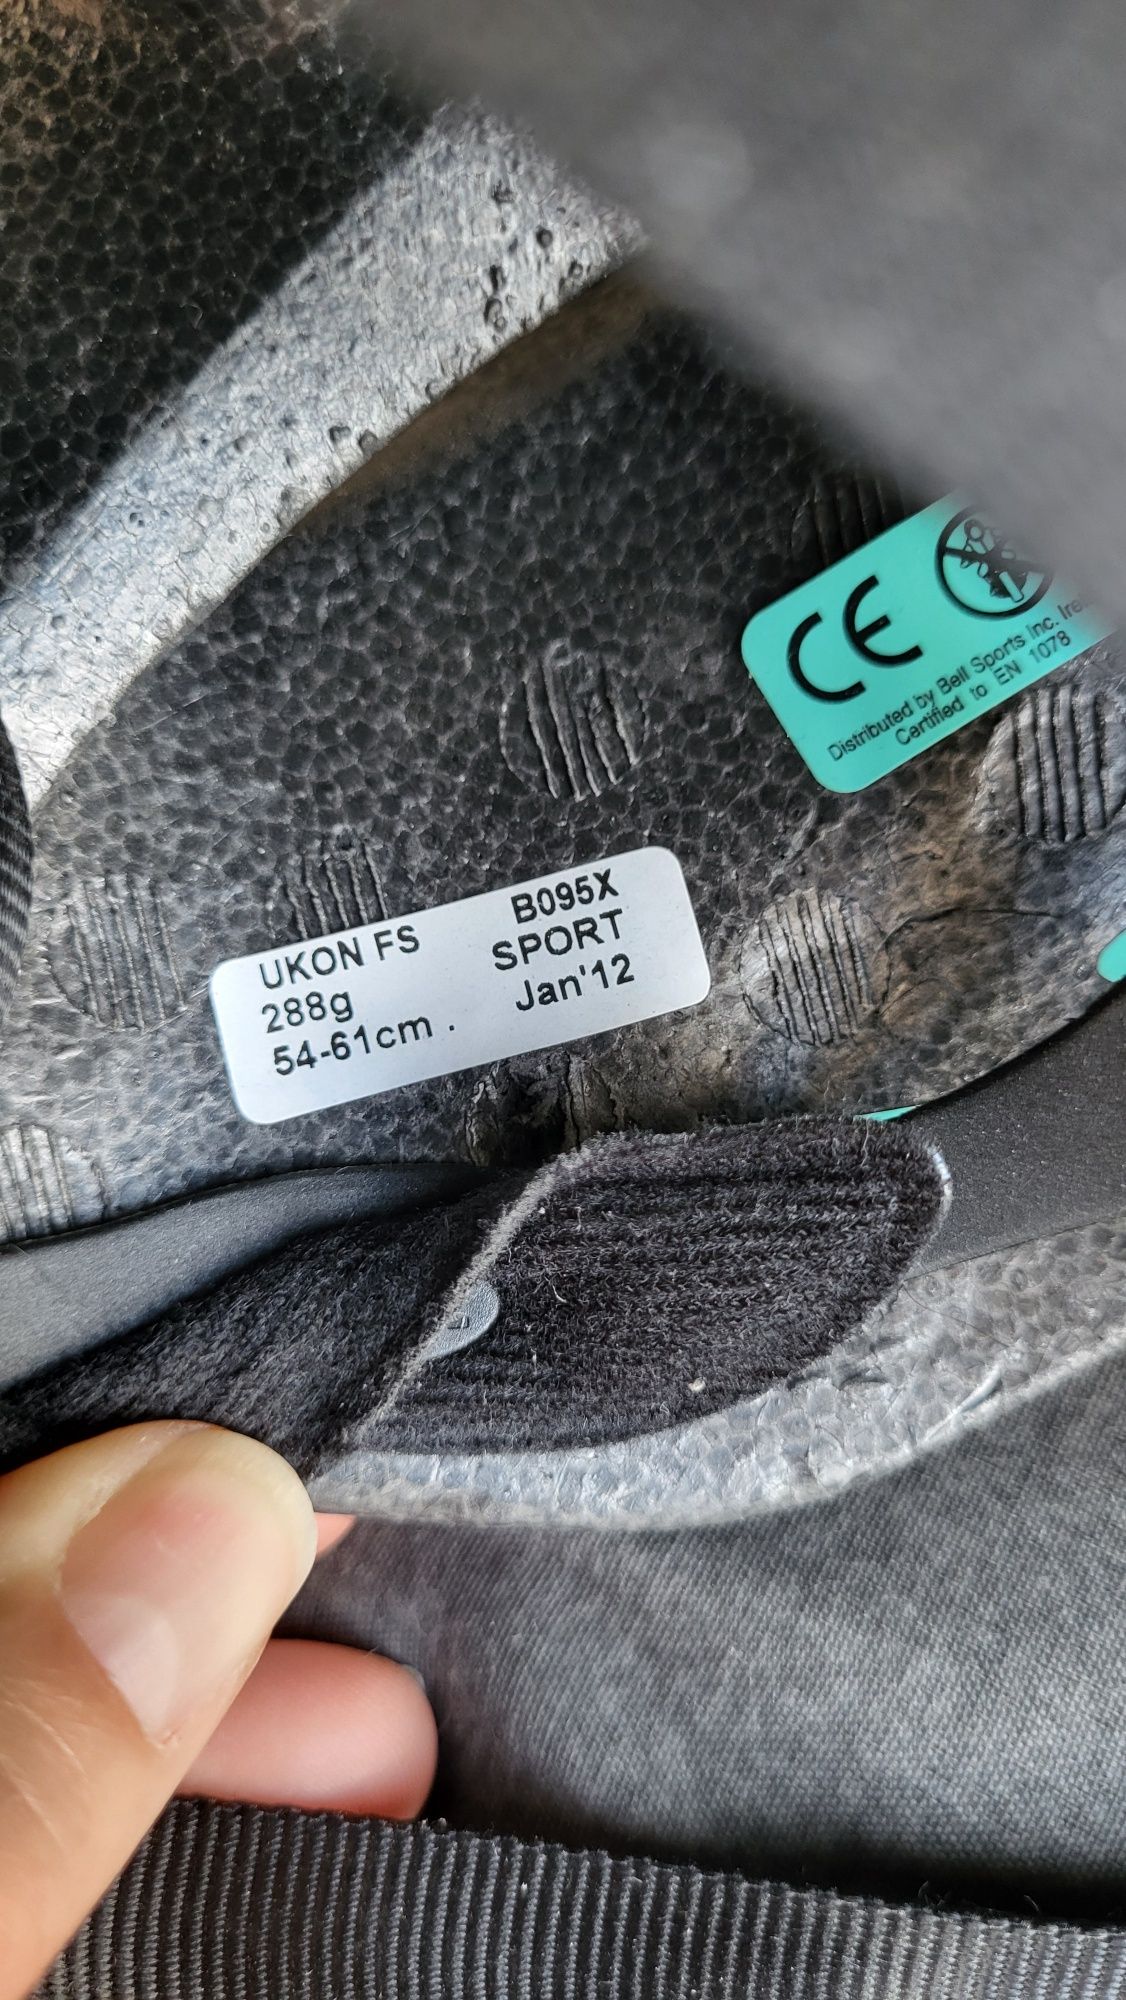 CE
Distributed by Bell Sports Inc.
Certified to EN 1078
UKON FS B095X
288g SPORT
54-61cm . Jan'12